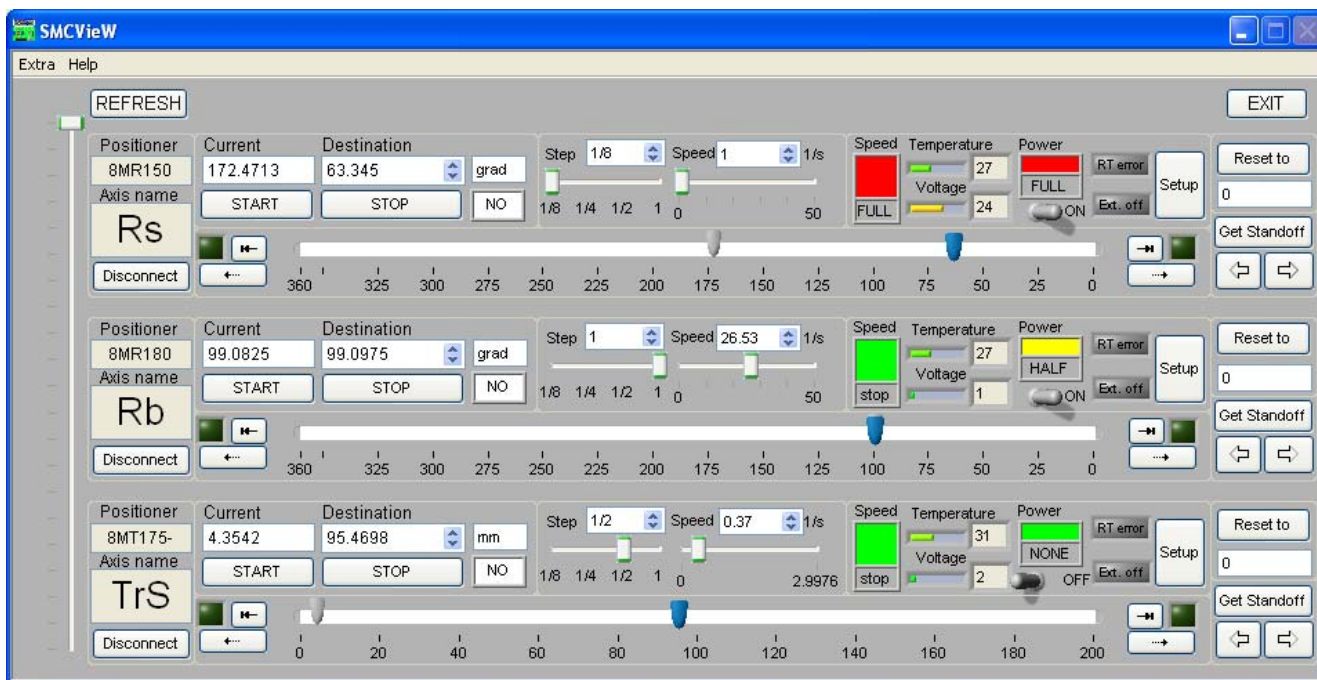 SMCVieW
Extra Help
REFRESH EXIT
Positioner Current Destination Step 1/8 Speed 1 1/s Speed Temperature Power RT error Reset to
8MR150 172.4713 63.345 grad 27 FULL Setup 0
Axis name START STOP NO 1/8 1/4 1/2 1 0 50 FULL Voltage 24 ON Ext. off
Rs Get Standoff
Disconnect 360 325 300 275 250 225 200 175 150 125 100 75 50 25 0
Positioner Current Destination Step 1 Speed 26.53 1/s Speed Temperature Power RT error Reset to
8MR180 99.0825 99.0975 grad 27 HALF Setup 0
Axis name START STOP NO 1/8 1/4 1/2 1 0 50 stop Voltage 1 ON Ext. off
Rb Get Standoff
Disconnect 360 325 300 275 250 225 200 175 150 125 100 75 50 25 0
Positioner Current Destination Step 1/2 Speed 0.37 1/s Speed Temperature Power RT error Reset to
8MT175- 4.3542 95.4698 mm 31 NONE Setup 0
Axis name START STOP NO 1/8 1/4 1/2 1 0 2.9976 stop Voltage 2 OFF Ext. off
TrS Get Standoff
Disconnect 0 20 40 60 80 100 120 140 160 180 200